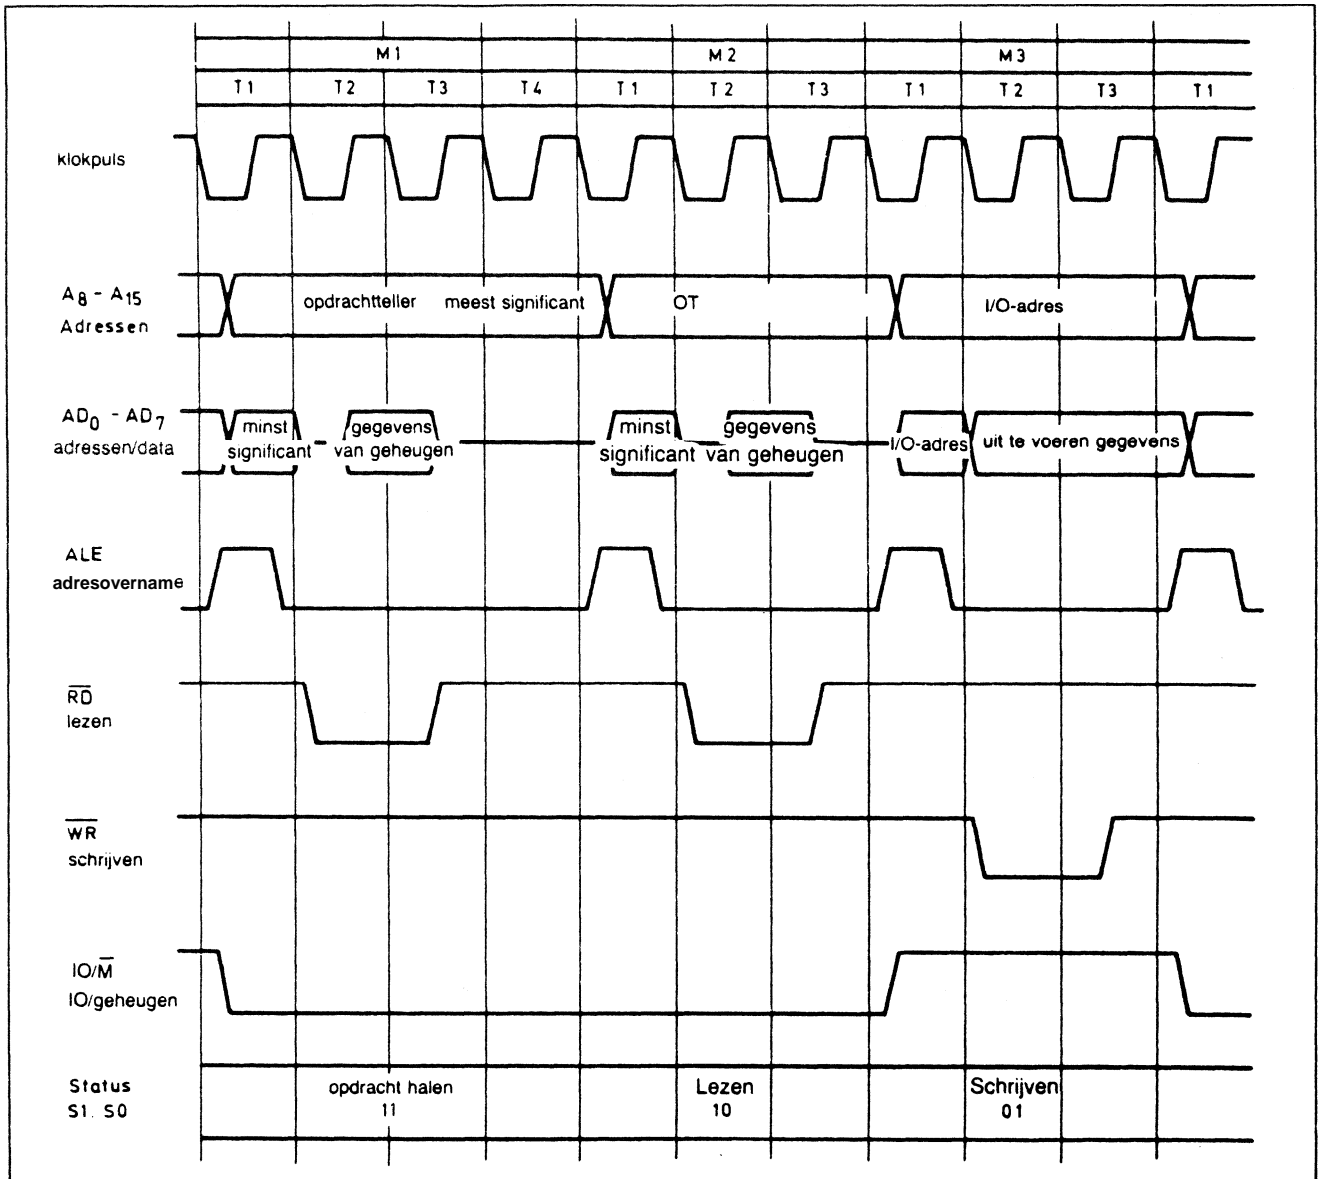 M1 M2 M3
T1 T2 T3 T4 T1 T2 T3 T1 T2 T3 T1
klokpuls
A8 - A15
Adressen
opdrachtteller meest significant OT I/O-adres
AD0 - AD7
adressen/data
minst
significant
gegevens
van geheugen
minst
significant
gegevens
van geheugen
I/O-adres
uit te voeren gegevens
ALE
adresovername
R̅D̅
lezen
W̅R̅
schrijven
IO/M̅
IO/geheugen
Status
S1. S0
opdracht halen
11
Lezen
10
Schrijven
01